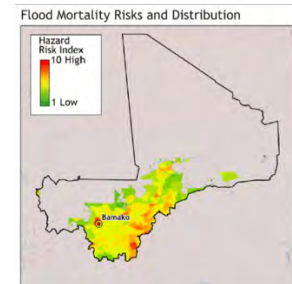 Flood Mortality Risks and Distribution
Hazard
Risk Index
10 High
1 Low
Bamako